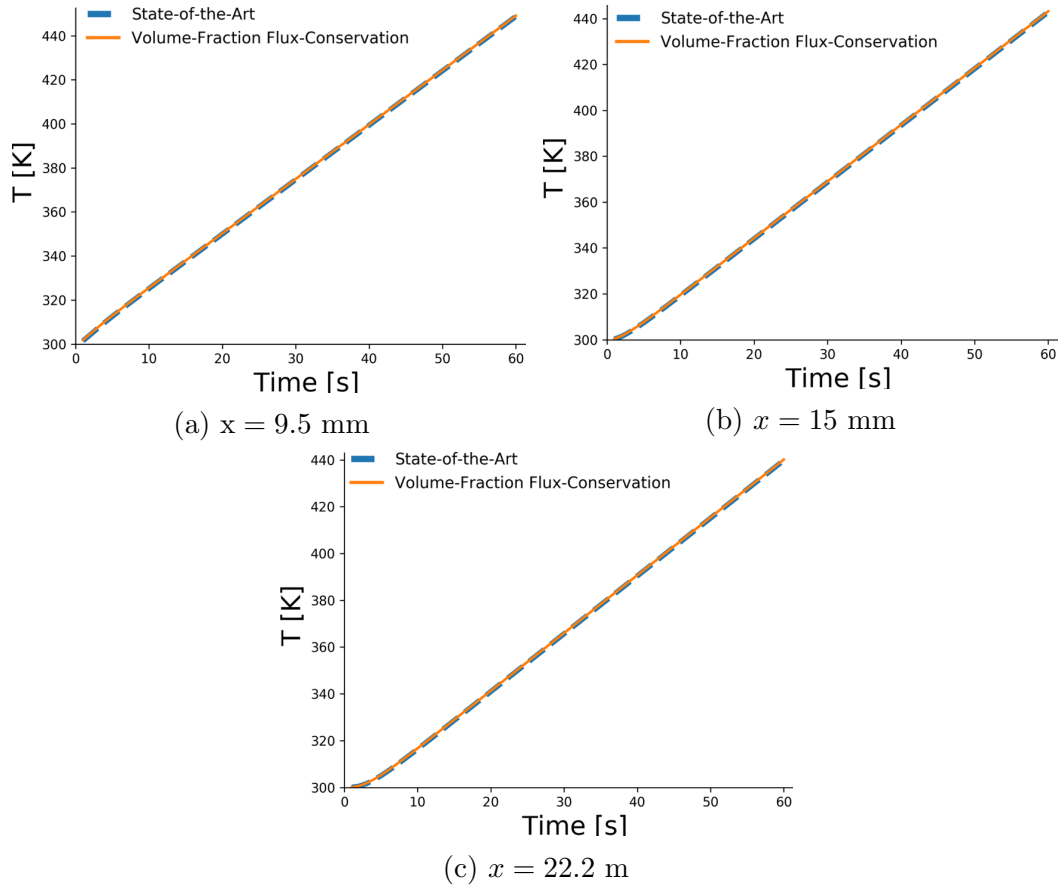 State-of-the-Art
Volume-Fraction Flux-Conservation
440
420
400
380
360
340
320
300
T [K]
0 10 20 30 40 50 60
Time [s]
(a) x = 9.5 mm
State-of-the-Art
Volume-Fraction Flux-Conservation
440
420
400
380
360
340
320
300
T [K]
0 10 20 30 40 50 60
Time [s]
(b) x = 15 mm
State-of-the-Art
Volume-Fraction Flux-Conservation
440
420
400
380
360
340
320
300
T [K]
0 10 20 30 40 50 60
Time [s]
(c) x = 22.2 m